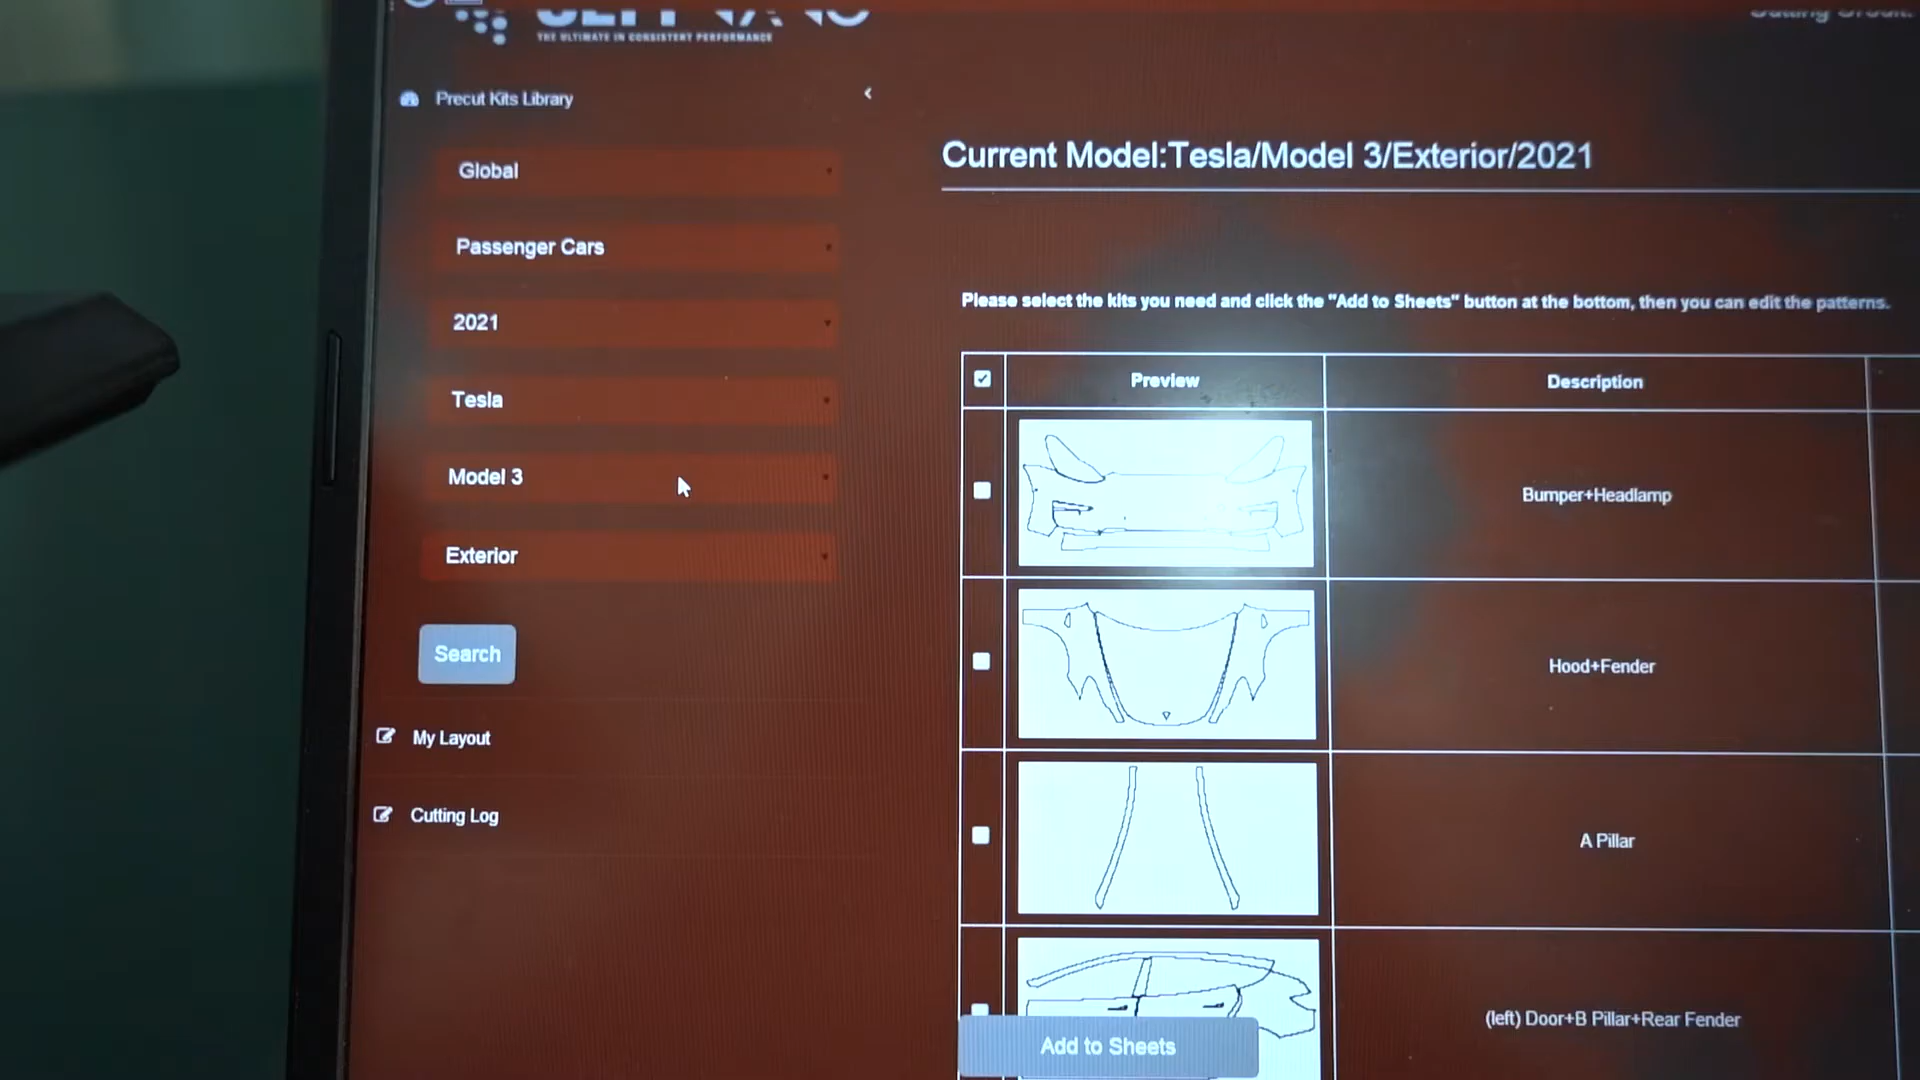 THE ULTIMATE IN CONSISTENT PERFORMANCE
Precut Kits Library
Global
Passenger Cars
2021
Tesla
Model 3
Exterior
Search
My Layout
Cutting Log
Current Model:Tesla/Model 3/Exterior/2021
Please select the kits you need and click the "Add to Sheets" button at the bottom, then you can edit the patterns.
Preview Description
Bumper+Headlamp
Hood+Fender
A Pillar
(left) Door+B Pillar+Rear Fender
Add to Sheets